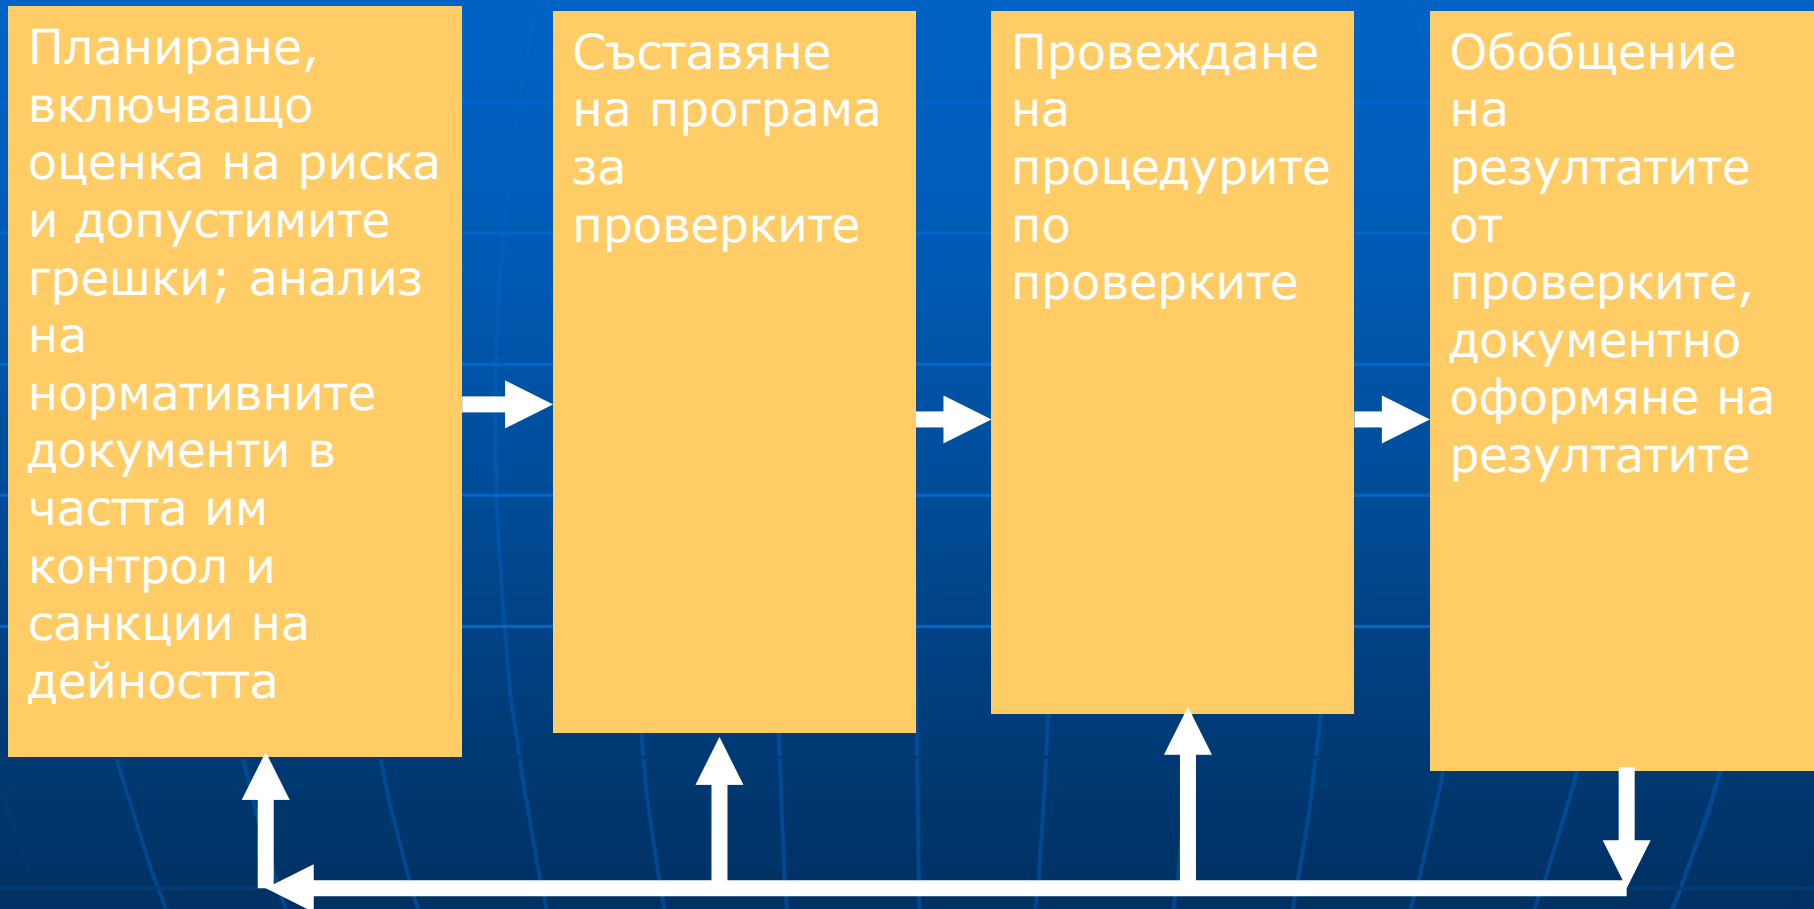 Планиране,
включващо
оценка на риска
и допустимите
грешки; анализ
на
нормативните
документи в
частта им
контрол и
санкции на
дейността
Съставяне
на програма
за
проверките
Провеждане
на
процедурите
по
проверките
Обобщение
на
резултатите
от
проверките,
документно
оформяне на
резултатите